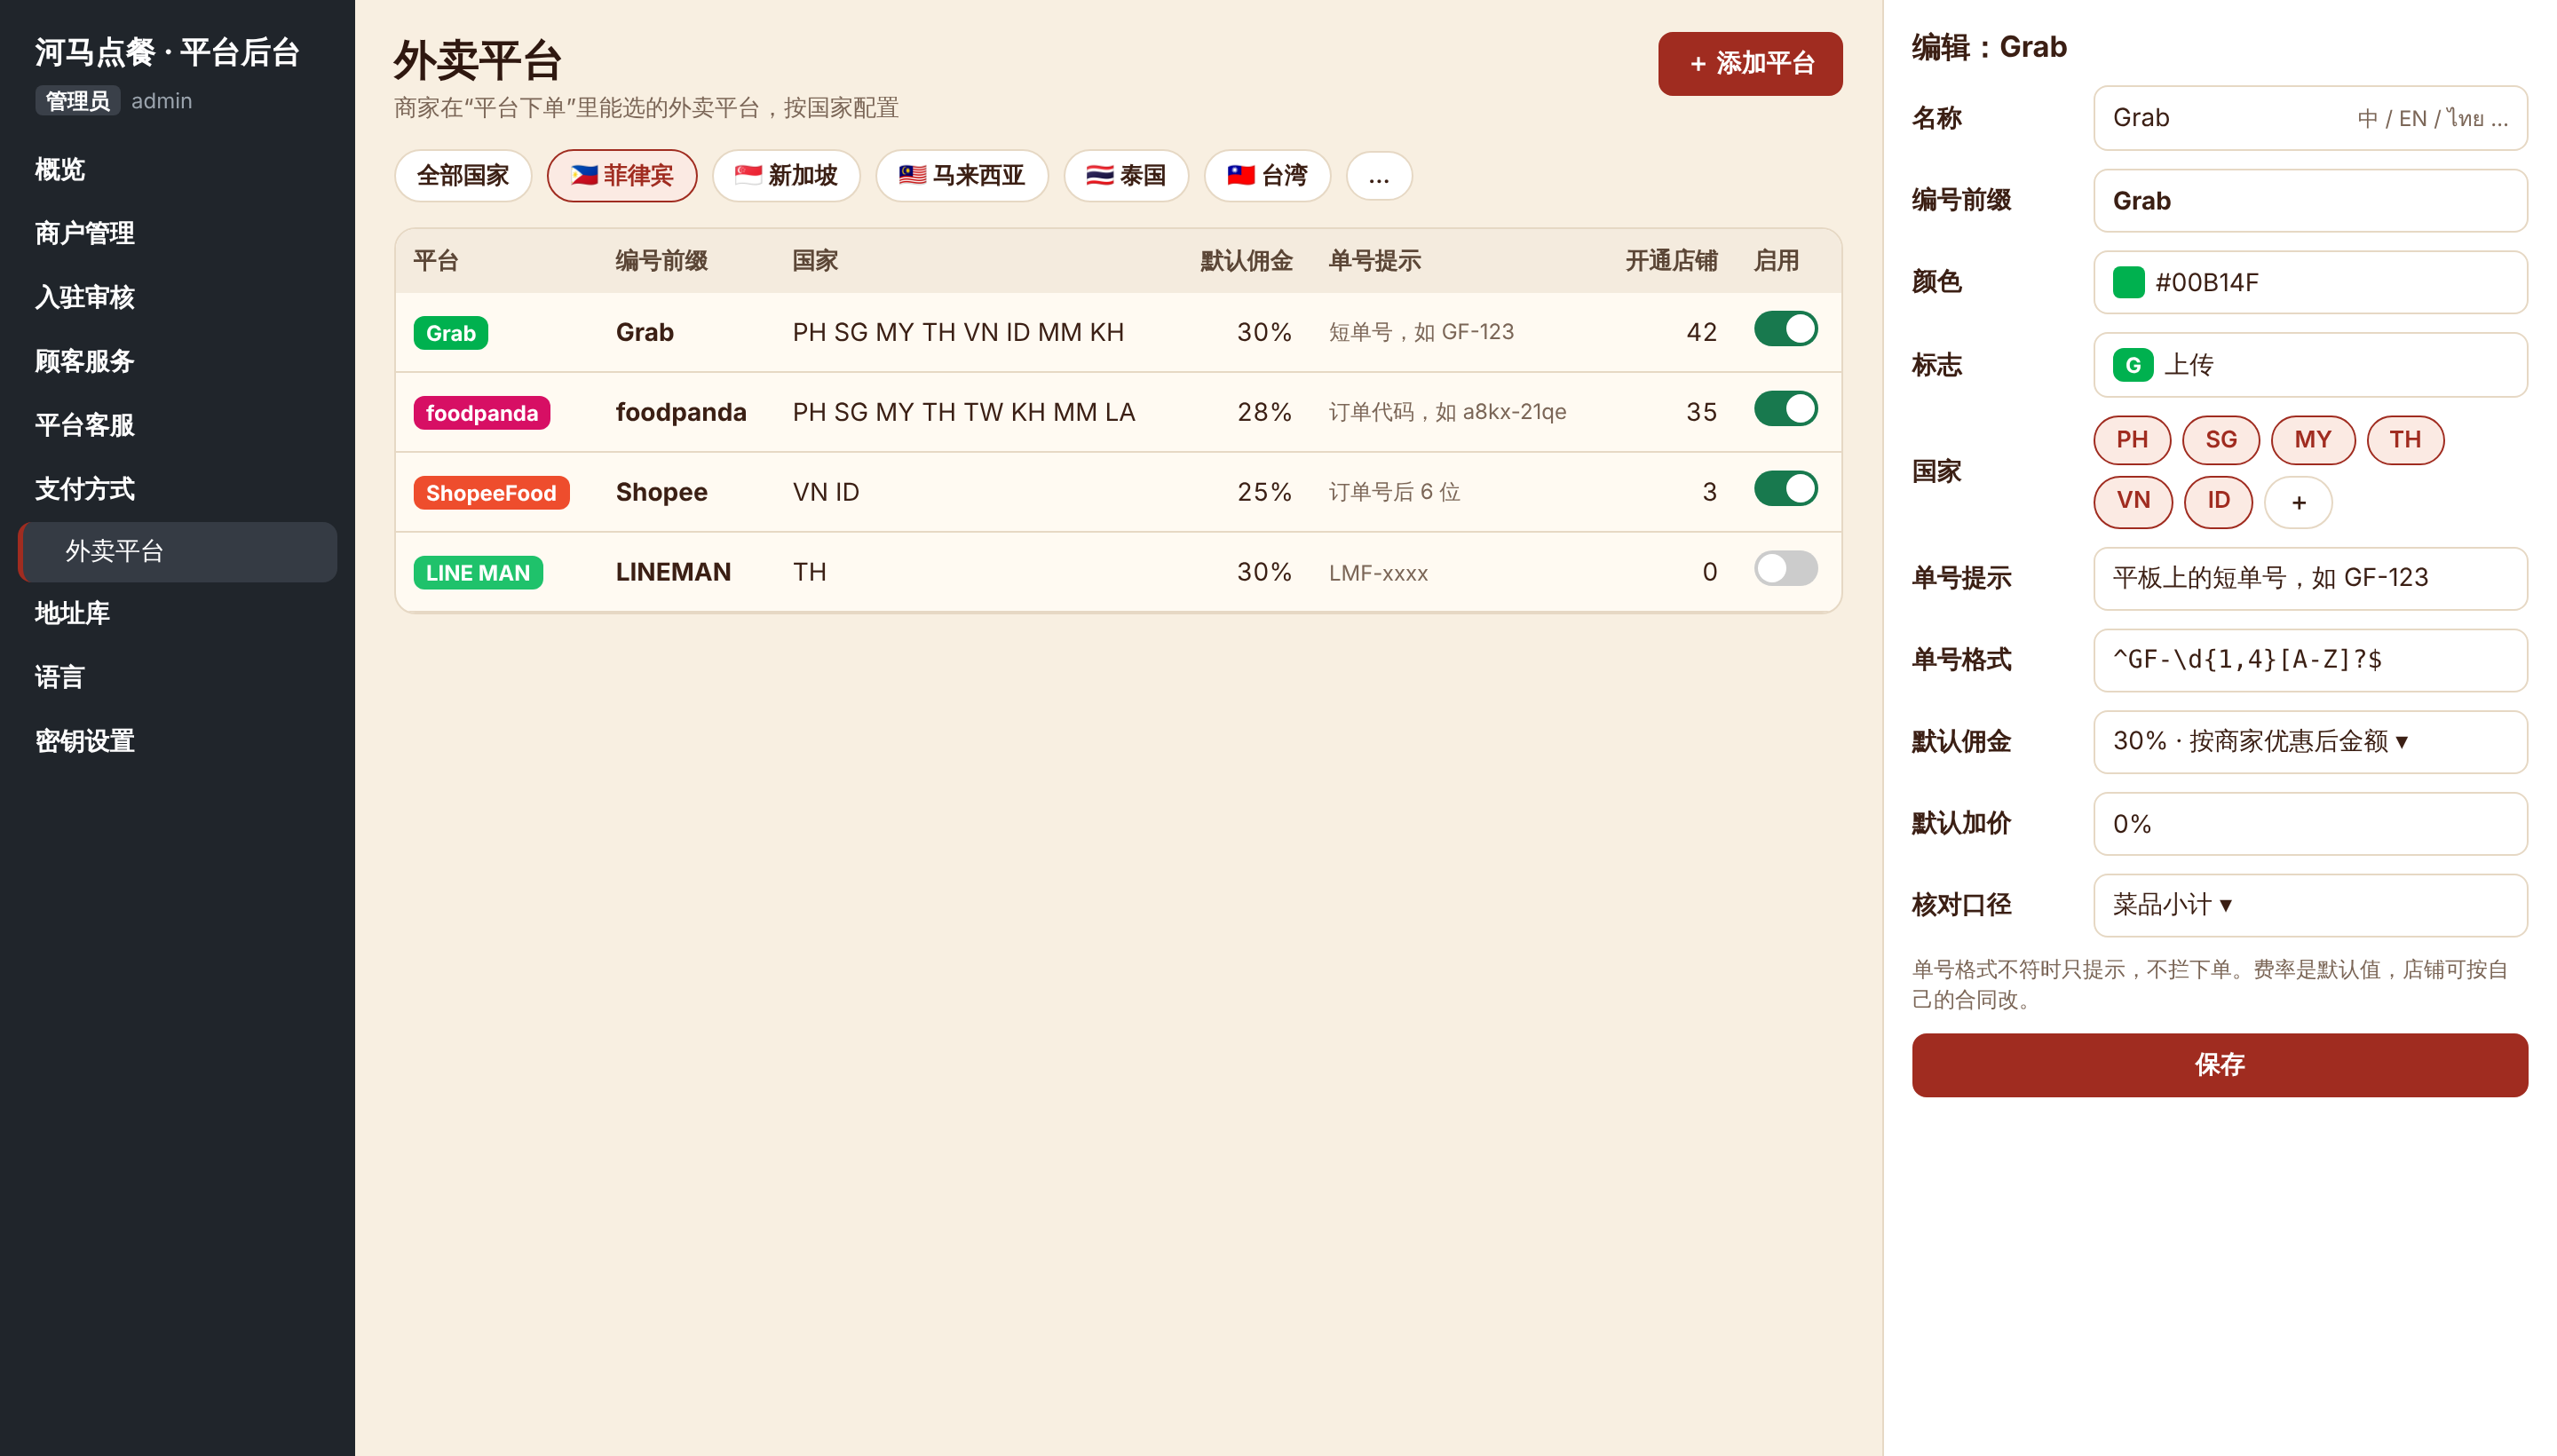 河马点餐 · 平台后台
管理员 admin
概览
商户管理
入驻审核
顾客服务
平台客服
支付方式
外卖平台
地址库
语言
密钥设置
外卖平台
商家在“平台下单”里能选的外卖平台，按国家配置
+ 添加平台
全部国家 🇵🇭 菲律宾 🇸🇬 新加坡 🇲🇾 马来西亚 🇹🇭 泰国 🇹🇼 台湾 ...
平台 编号前缀 国家 默认佣金 单号提示 开通店铺 启用
Grab Grab PH SG MY TH VN ID MM KH 30% 短单号，如 GF-123 42
foodpanda foodpanda PH SG MY TH TW KH MM LA 28% 订单代码，如 a8kx-21qe 35
ShopeeFood Shopee VN ID 25% 订单号后 6 位 3
LINE MAN LINEMAN TH 30% LMF-xxxx 0
编辑：Grab
名称 Grab 中 / EN / ไทย ...
编号前缀 Grab
颜色 #00B14F
标志 G 上传
国家 PH SG MY TH
VN ID +
单号提示 平板上的短单号，如 GF-123
单号格式 ^GF-\d{1,4}[A-Z]?$
默认佣金 30% · 按商家优惠后金额 ▾
默认加价 0%
核对口径 菜品小计 ▾
单号格式不符时只提示，不拦下单。费率是默认值，店铺可按自
己的合同改。
保存